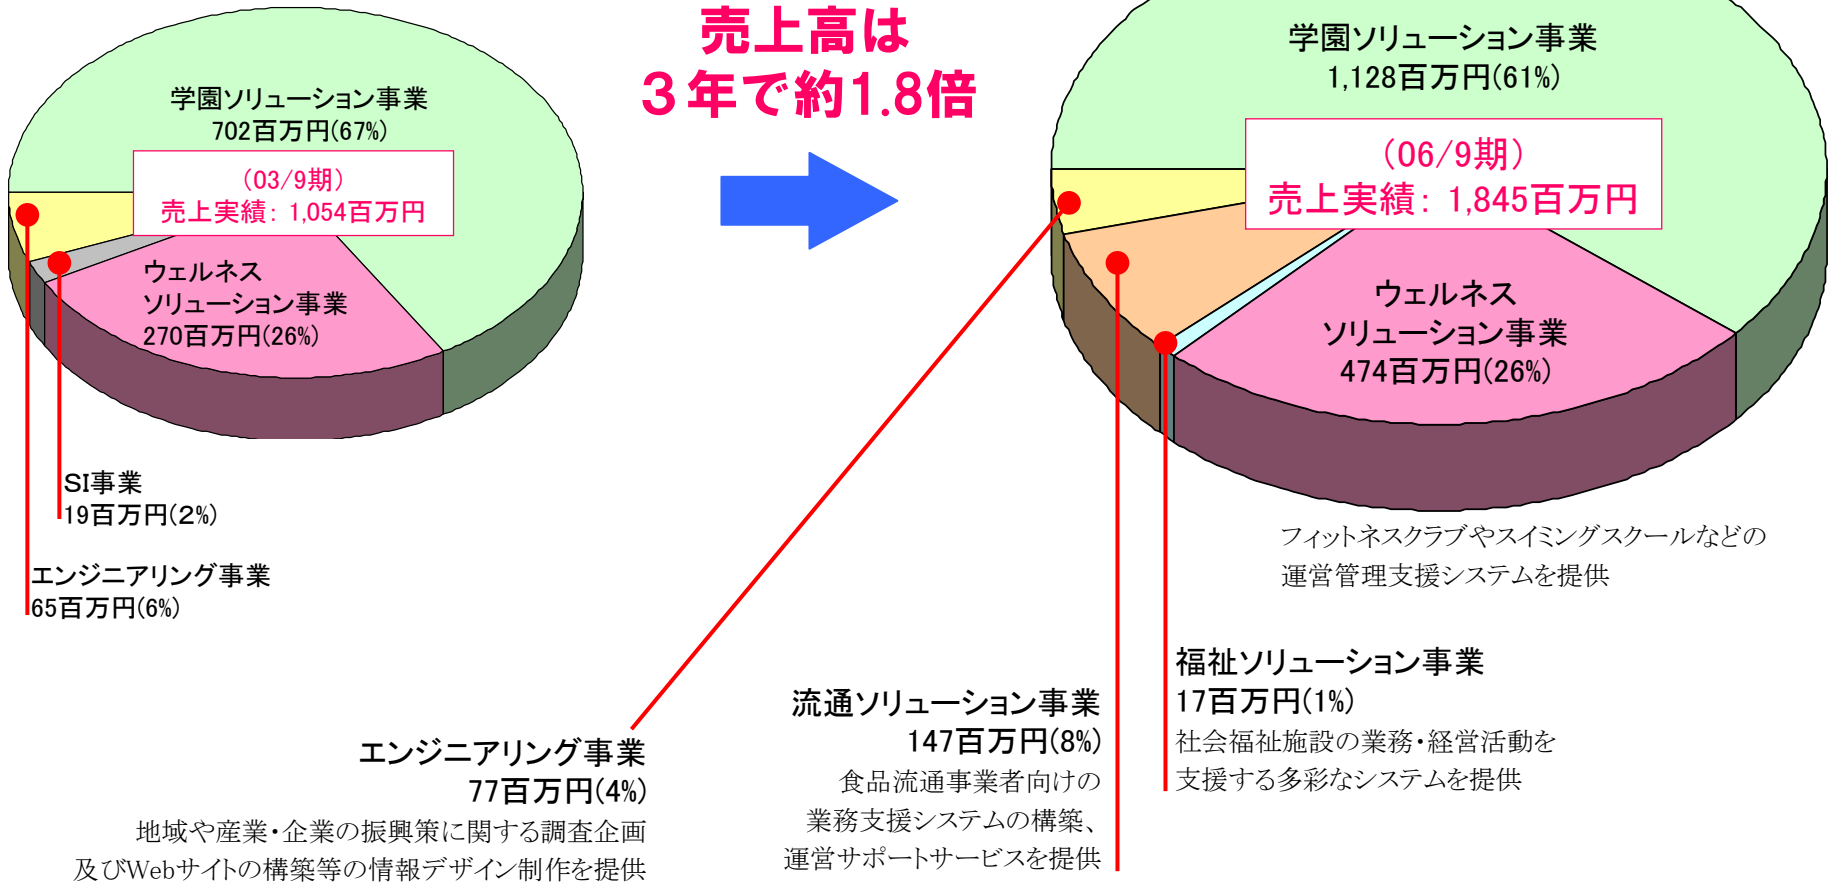 学園ソリューション事業
702百万円(67%)
(03/9期)
売上実績: 1,054百万円
ウェルネス
ソリューション事業
270百万円(26%)
SI事業
19百万円(2%)
エンジニアリング事業
65百万円(6%)
売上高は
3年で約1.8倍
学園ソリューション事業
1,128百万円(61%)
(06/9期)
売上実績: 1,845百万円
ウェルネス
ソリューション事業
474百万円(26%)
フィットネスクラブやスイミングスクールなどの
運営管理支援システムを提供
福祉ソリューション事業
17百万円(1%)
社会福祉施設の業務・経営活動を
支援する多彩なシステムを提供
流通ソリューション事業
147百万円(8%)
食品流通事業者向けの
業務支援システムの構築、
運営サポートサービスを提供
エンジニアリング事業
77百万円(4%)
地域や産業・企業の振興策に関する調査企画
及びWebサイトの構築等の情報デザイン制作を提供